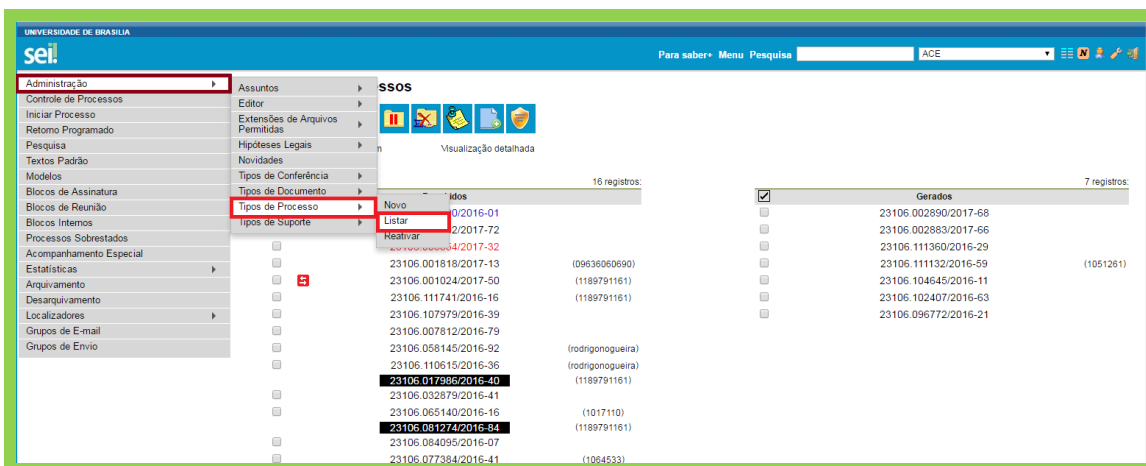 UNIVERSIDADE DE BRASILIA
sei!
Para saber+ Menu Pesquisa
ACE
N
Administração
Controle de Processos
Iniciar Processo
Retorno Programado
Pesquisa
Textos Padrão
Modelos
Blocos de Assinatura
Blocos de Reunião
Blocos Internos
Processos Sobrestados
Acompanhamento Especial
Estatísticas
Arquivamento
Desarquivamento
Localizadores
Grupos de E-mail
Grupos de Envio
Assuntos
Editor
Extensões de Arquivos
Permitidas
Hipóteses Legais
Novidades
Tipos de Conferência
Tipos de Documento
Tipos de Processo
Tipos de Suporte
Novo
Listar
Reativar
ssos
Visualização detalhada
16 registros:
idos
0/2016-01
2/2017-72
4/2017-32
23106.001818/2017-13 (09636060690)
23106.001024/2017-50 (1189791161)
23106.111741/2016-16 (1189791161)
23106.107979/2016-39
23106.007812/2016-79
23106.058145/2016-92 (rodrigonogueira)
23106.110615/2016-36 (rodrigonogueira)
23106.017986/2016-40 (1189791161)
23106.032879/2016-41
23106.065140/2016-16 (1017110)
23106.081274/2016-84 (1189791161)
23106.084095/2016-07
23106.077384/2016-41 (1064533)
7 registros:
Gerados
23106.002890/2017-68
23106.002883/2017-66
23106.111360/2016-29
23106.111132/2016-59 (1051261)
23106.104645/2016-11
23106.102407/2016-63
23106.096772/2016-21